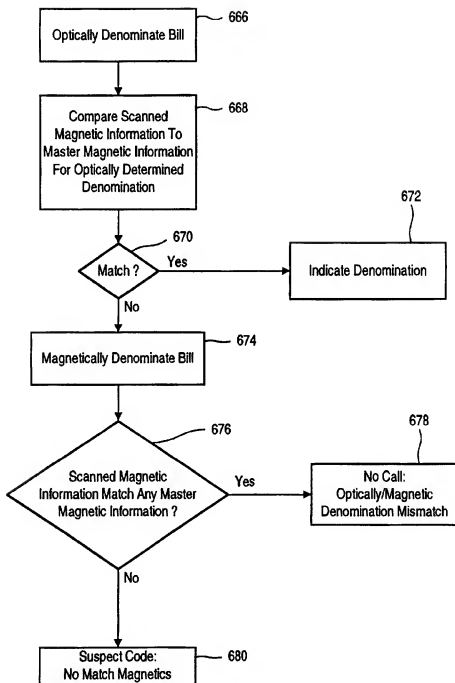 666
Optically Denominate Bill
668
Compare Scanned
Magnetic Information To
Master Magnetic Information
For Optically Determined
Denomination
670
672
Match ?
Yes
Indicate Denomination
No
674
Magnetically Denominate Bill
676
678
Scanned Magnetic
Information Match Any Master
Magnetic Information ?
Yes
No Call:
Optically/Magnetic
Denomination Mismatch
No
Suspect Code:
No Match Magnetics
680